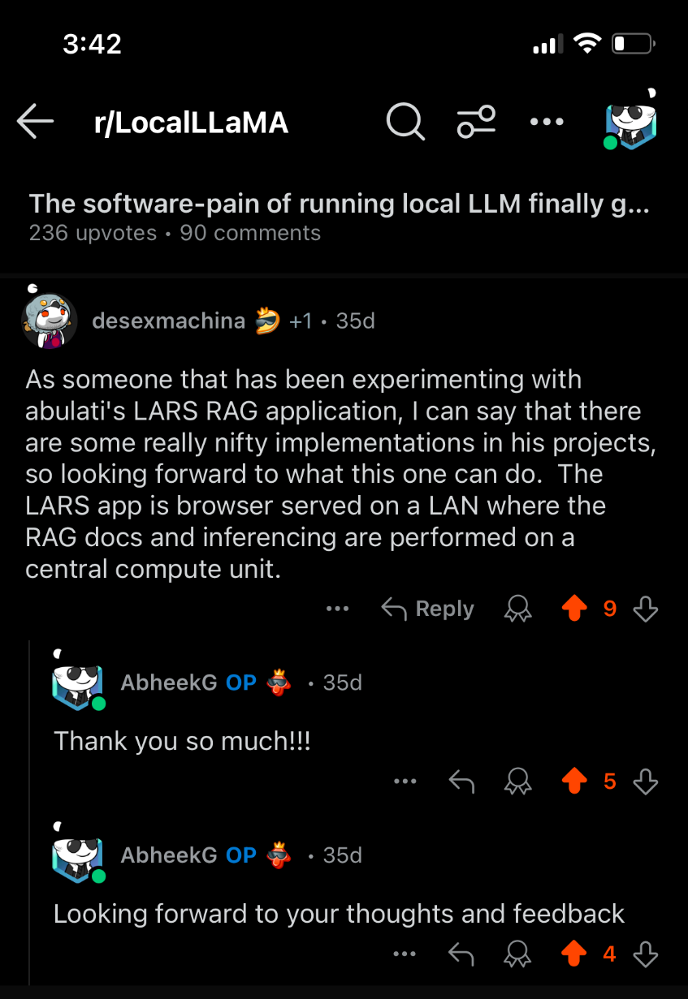 3:42
r/LocalLLaMA
The software-pain of running local LLM finally g...
236 upvotes • 90 comments
desexmachina +1 • 35d
As someone that has been experimenting with
abulati's LARS RAG application, I can say that there
are some really nifty implementations in his projects,
so looking forward to what this one can do.  The
LARS app is browser served on a LAN where the
RAG docs and inferencing are performed on a
central compute unit.
Reply 9
AbheekG OP • 35d
Thank you so much!!!
5
AbheekG OP • 35d
Looking forward to your thoughts and feedback
4